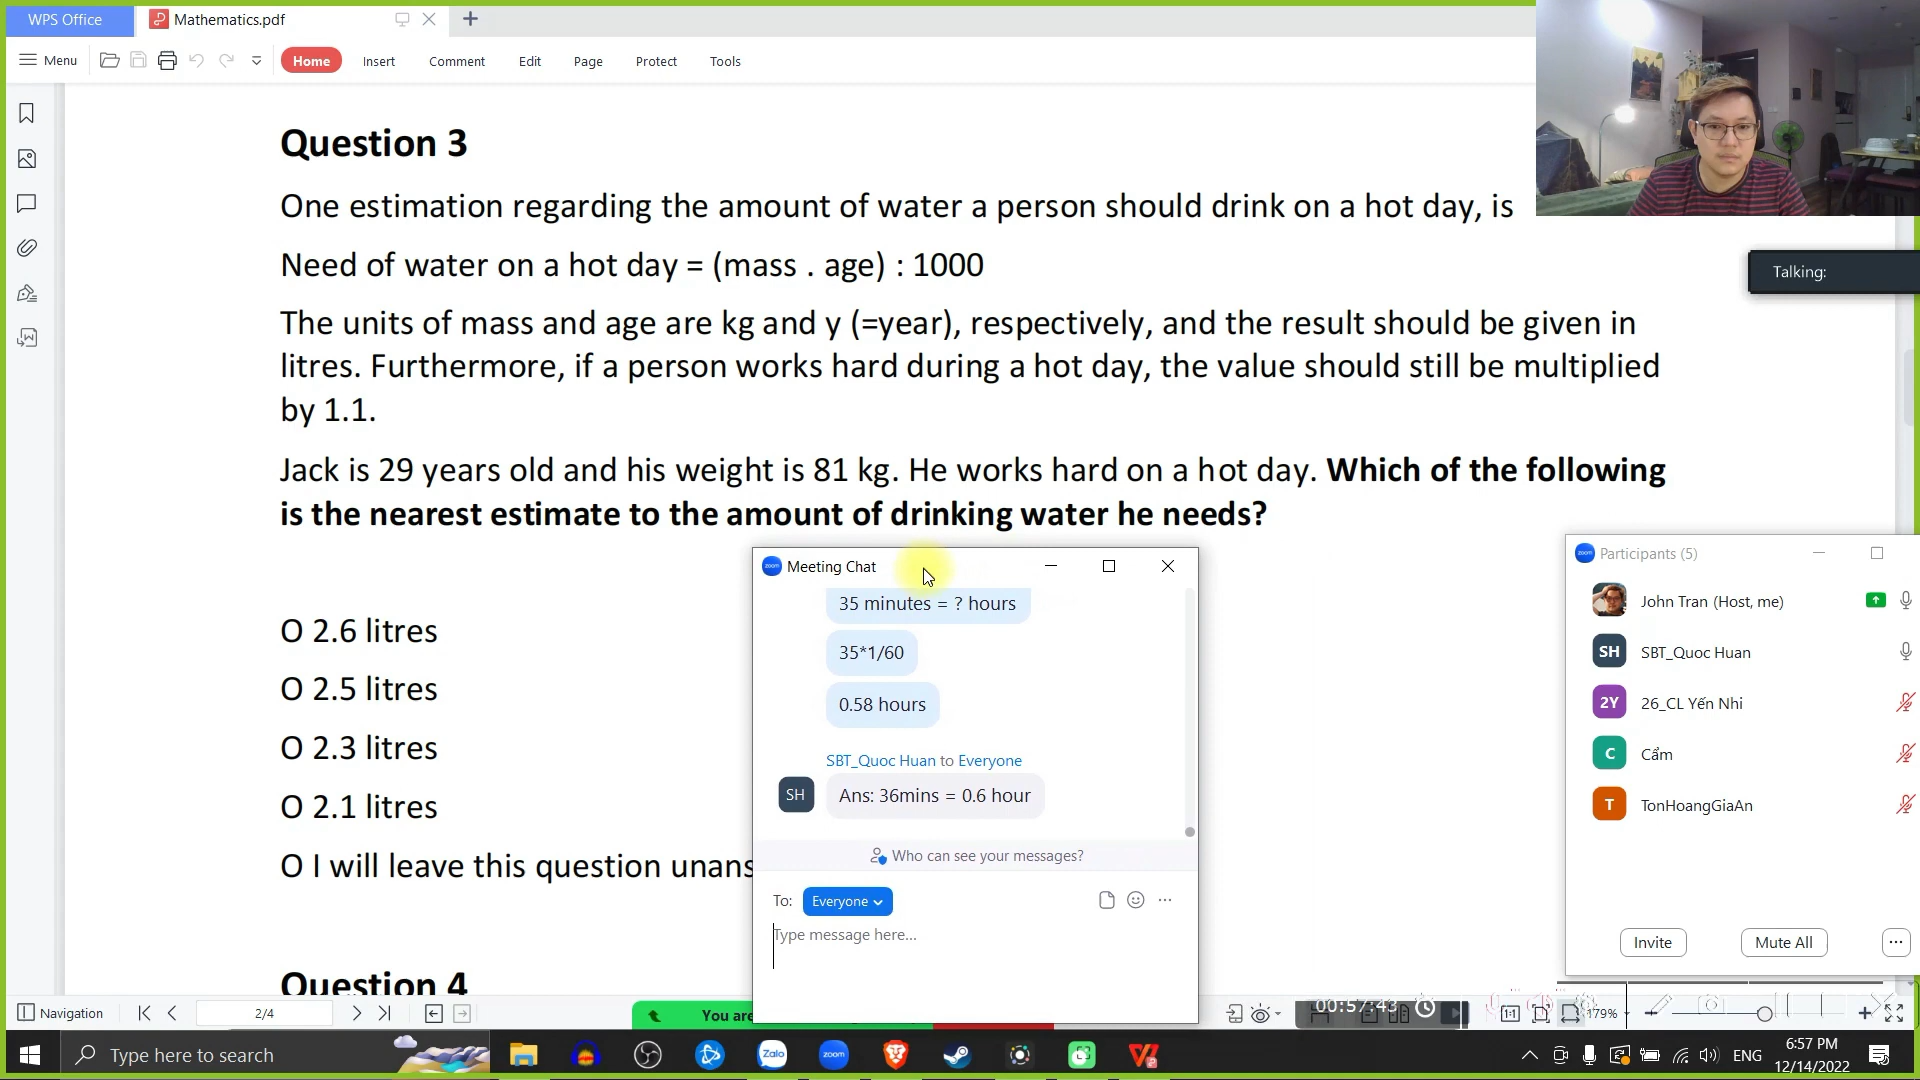 WPS Office
Mathematics.pdf
Menu
Home
Insert
Comment
Edit
Page
Protect
Tools
Question 3
One estimation regarding the amount of water a person should drink on a hot day, is
Need of water on a hot day = (mass . age) : 1000
The units of mass and age are kg and y (=year), respectively, and the result should be given in
litres. Furthermore, if a person works hard during a hot day, the value should still be multiplied
by 1.1.
Jack is 29 years old and his weight is 81 kg. He works hard on a hot day. Which of the following
is the nearest estimate to the amount of drinking water he needs?
O 2.6 litres
O 2.5 litres
O 2.3 litres
O 2.1 litres
O I will leave this question unans
Question 4
Talking:
zoom
Meeting Chat
35 minutes = ? hours
35*1/60
0.58 hours
SBT_Quoc Huan to Everyone
SH
Ans: 36mins = 0.6 hour
Who can see your messages?
To:
Everyone
Type message here...
zoom
Participants (5)
John Tran (Host, me)
SH
SBT_Quoc Huan
2Y
26_CL Yến Nhi
C
Cẩm
T
TonHoangGiaAn
Invite
Mute All
Navigation
2/4
You are
00:57:43
1:1
179%
Type here to search
Zalo
zoom
ENG
6:57 PM
12/14/2022